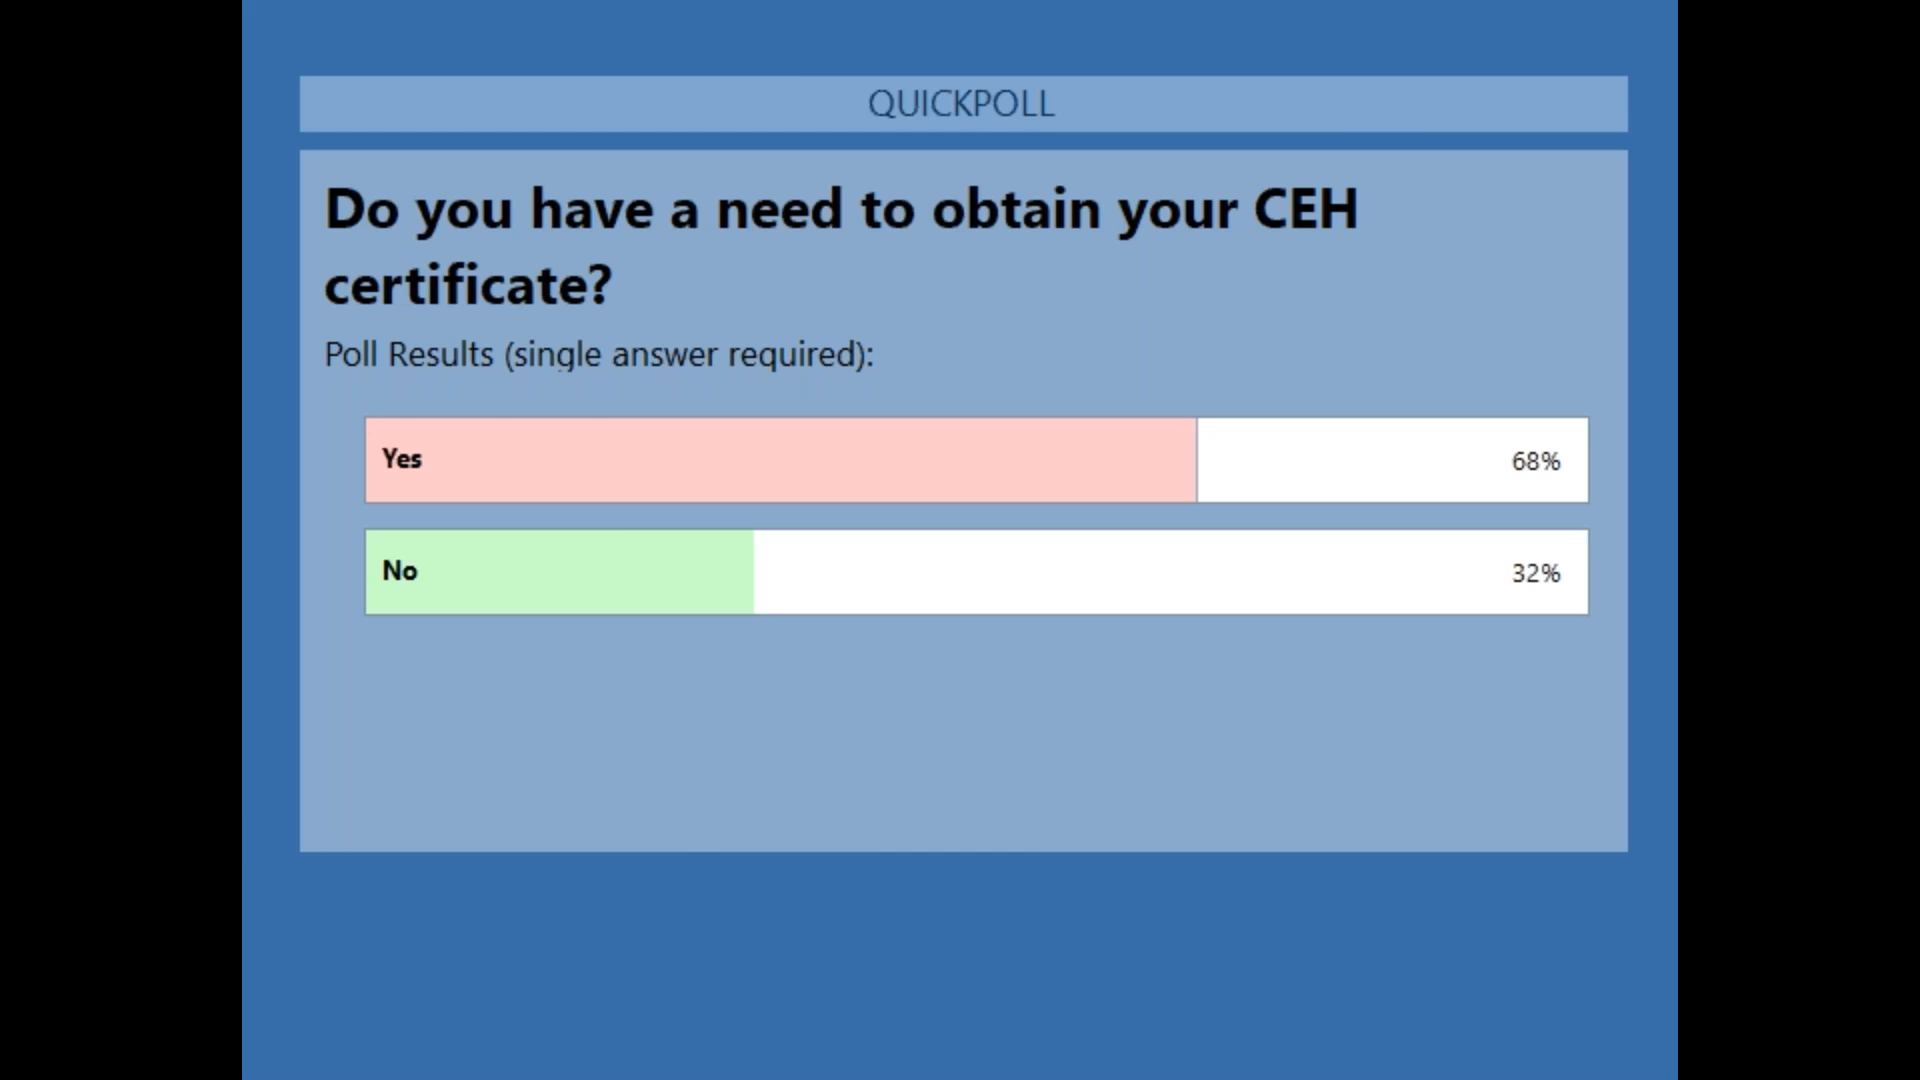 QUICKPOLL
Do you have a need to obtain your CEH
certificate?
Poll Results (single answer required):
Yes 68%
No 32%